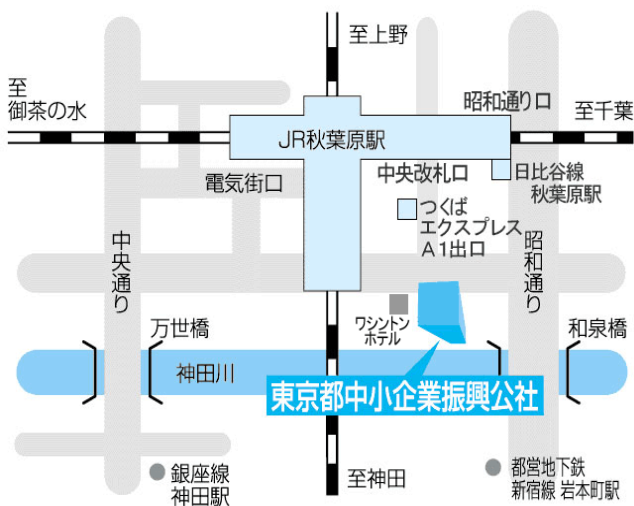 至上野
至
御茶の水
昭和通り口
至千葉
JR秋葉原駅
電気街口
中央改札口
日比谷線
秋葉原駅
つくば
エクスプレス
A1出口
中央通り
昭和通り
ワシントン
ホテル
万世橋
和泉橋
神田川
東京都中小企業振興公社
銀座線
神田駅
至神田
都営地下鉄
新宿線 岩本町駅